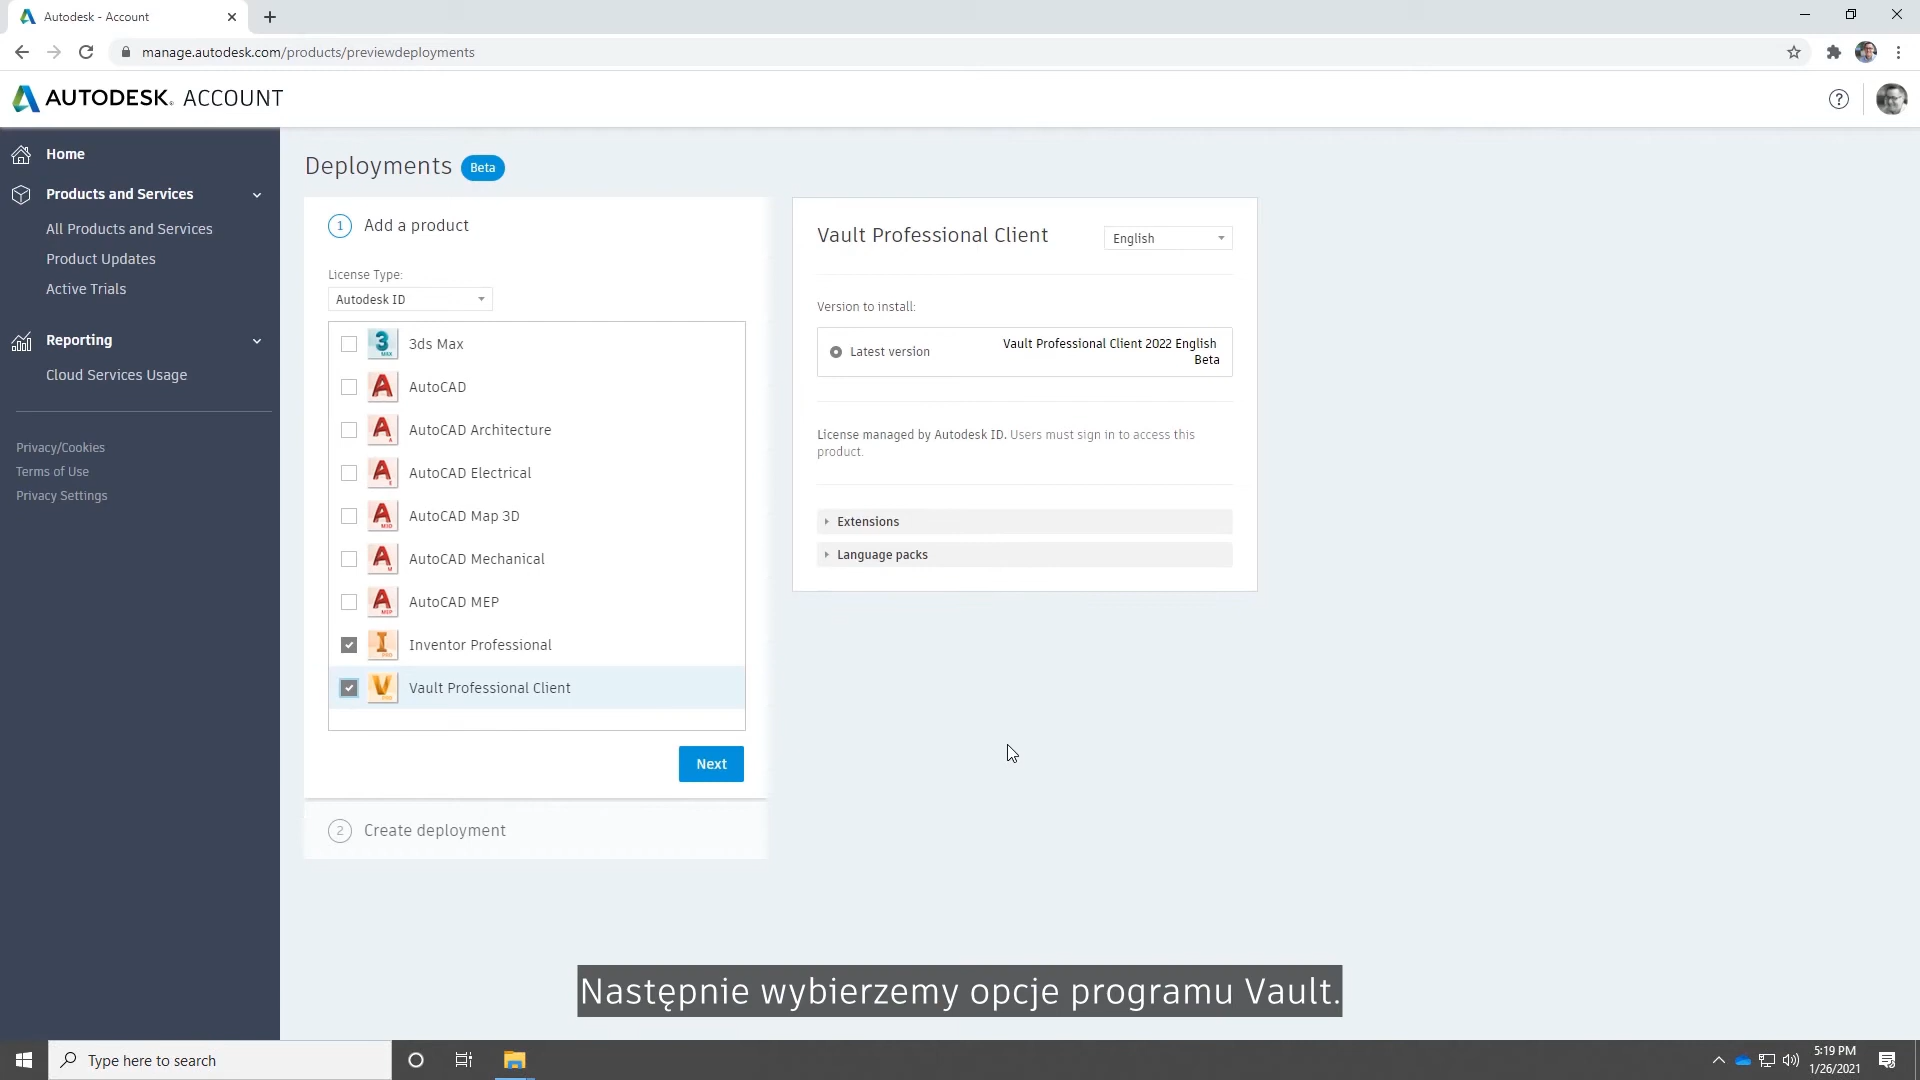 Autodesk - Account
manage.autodesk.com/products/previewdeployments
AUTODESK ACCOUNT
Home
Products and Services
All Products and Services
Product Updates
Active Trials
Reporting
Cloud Services Usage
Privacy/Cookies
Terms of Use
Privacy Settings
Deployments Beta
1 Add a product
License Type:
Autodesk ID
3ds Max
AutoCAD
AutoCAD Architecture
AutoCAD Electrical
AutoCAD Map 3D
AutoCAD Mechanical
AutoCAD MEP
Inventor Professional
Vault Professional Client
Next
2 Create deployment
Vault Professional Client
English
Version to install:
Latest version
Vault Professional Client 2022 English
Beta
License managed by Autodesk ID. Users must sign in to access this
product.
Extensions
Language packs
Następnie wybierzemy opcje programu Vault.
Type here to search
5:19 PM
1/26/2021